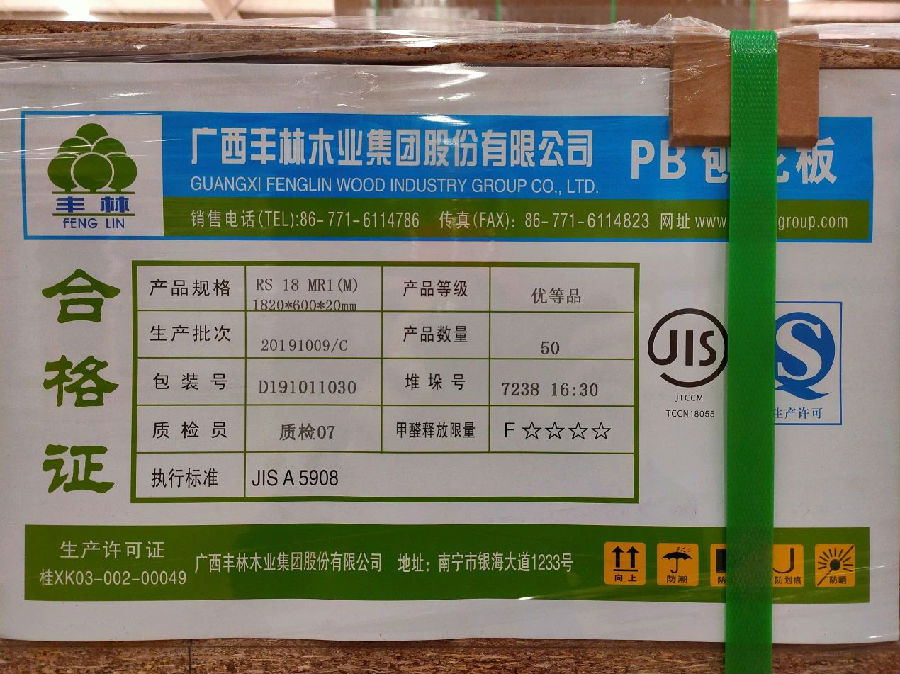 广西丰林木业集团股份有限公司 PB 刨花板
GUANGXI FENGLIN WOOD INDUSTRY GROUP CO., LTD.
丰林
FENG LIN
销售电话(TEL):86-771-6114786 传真(FAX): 86-771-6114823 网址 www. group.com
合格证
产品规格 RS 18 MR1(M) 1820*600*20mm 产品等级 优等品
生产批次 20191009/C 产品数量 50
包装号 D191011030 堆垛号 7238 16:30
质检员 质检07 甲醛释放限量 F☆☆☆☆
执行标准 JIS A 5908
JIS
JTCCM
TCCN:8055
生产许可
生产许可证
桂XK03-002-00049
广西丰林木业集团股份有限公司 地址: 南宁市银海大道1233号
向上 防潮 防 防划痕 防晒